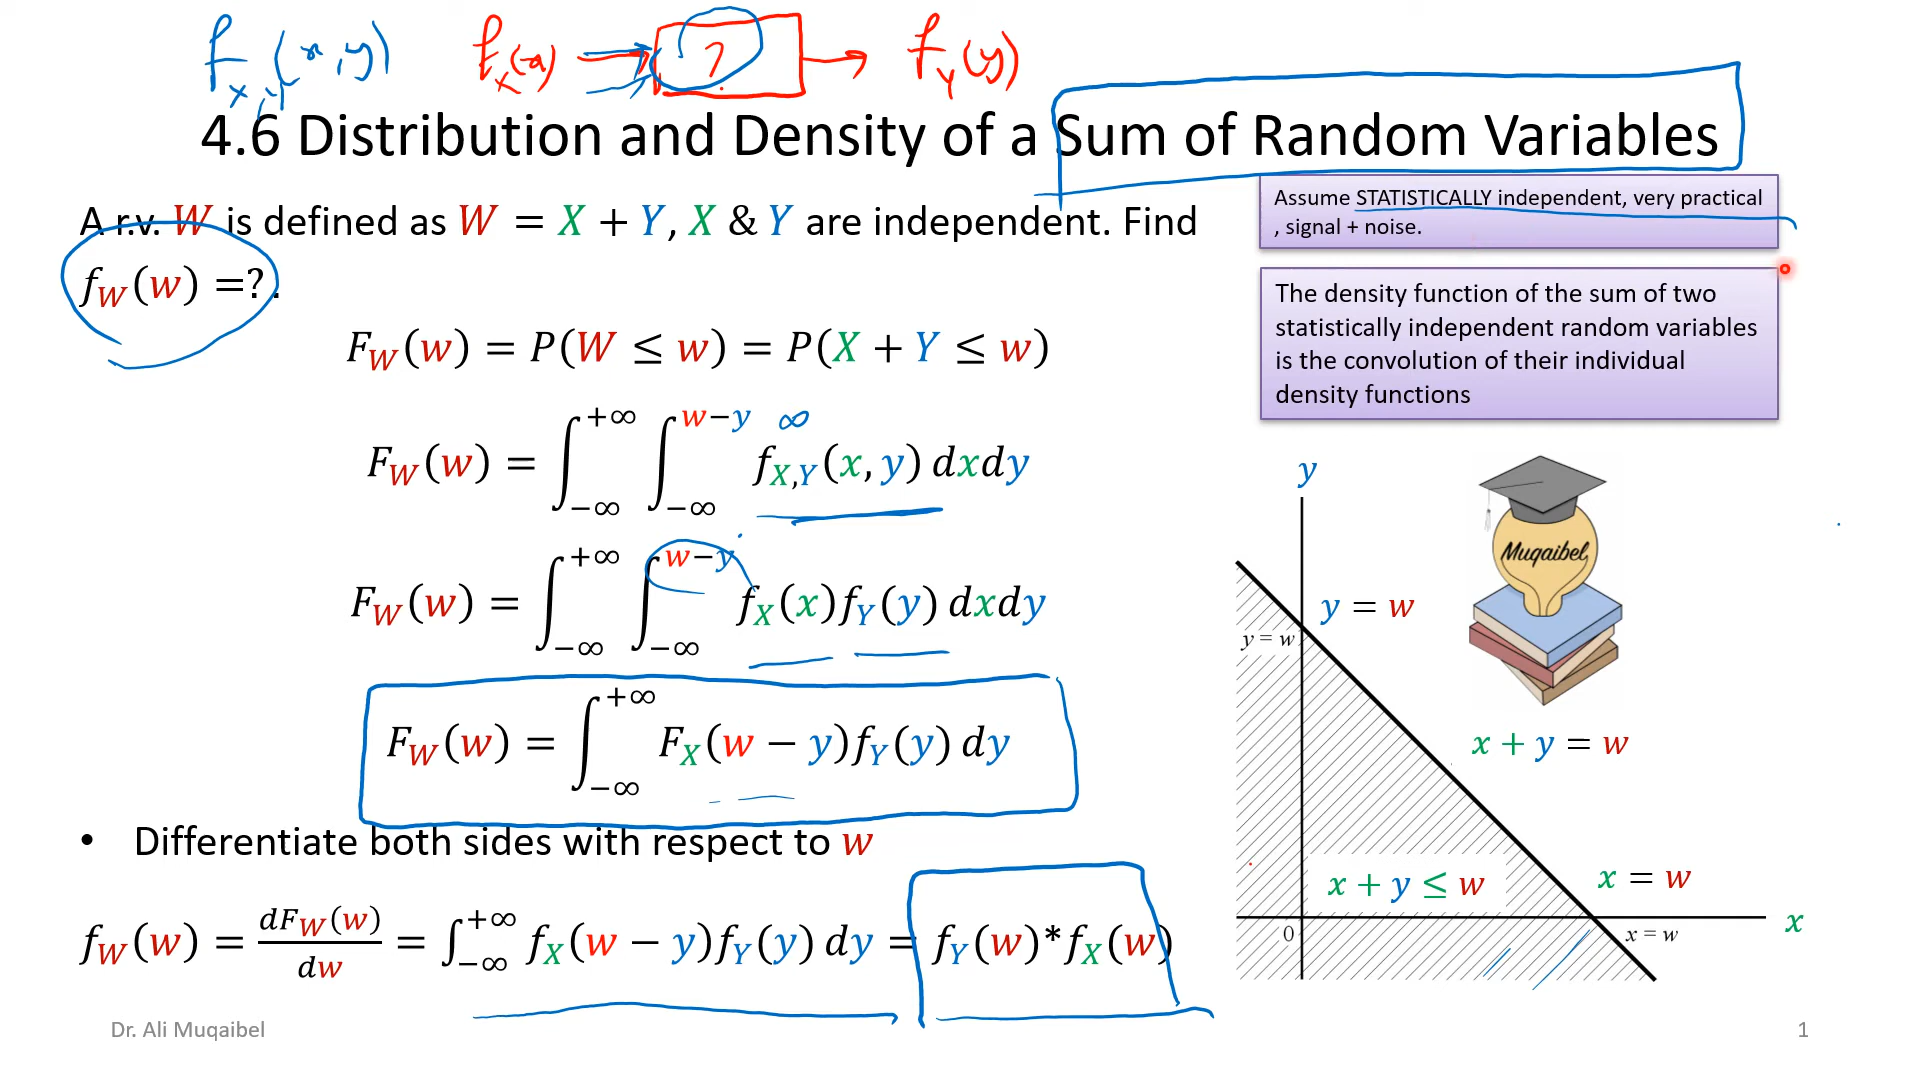 f_{X,Y}(x,y) f_X(x) ? f_Y(y)
4.6 Distribution and Density of a Sum of Random Variables
A r.v. W is defined as W = X + Y, X & Y are independent. Find
f_W(w) =?.
Assume STATISTICALLY independent, very practical
, signal + noise.
The density function of the sum of two
statistically independent random variables
is the convolution of their individual
density functions
F_W(w) = P(W ≤ w) = P(X + Y ≤ w)
∞
F_W(w) = ∫_{−∞}^{+∞} ∫_{−∞}^{w−y} f_{X,Y}(x, y) dxdy
F_W(w) = ∫_{−∞}^{+∞} ∫_{−∞}^{w−y} f_X(x)f_Y(y) dxdy
F_W(w) = ∫_{−∞}^{+∞} F_X(w − y)f_Y(y) dy
• Differentiate both sides with respect to w
f_W(w) = dF_W(w)/dw = ∫_{−∞}^{+∞} f_X(w − y)f_Y(y) dy = f_Y(w)*f_X(w)
y
Muqaibel
y = w
y = w
x + y = w
x + y ≤ w
x = w
x
0
x = w
Dr. Ali Muqaibel
1